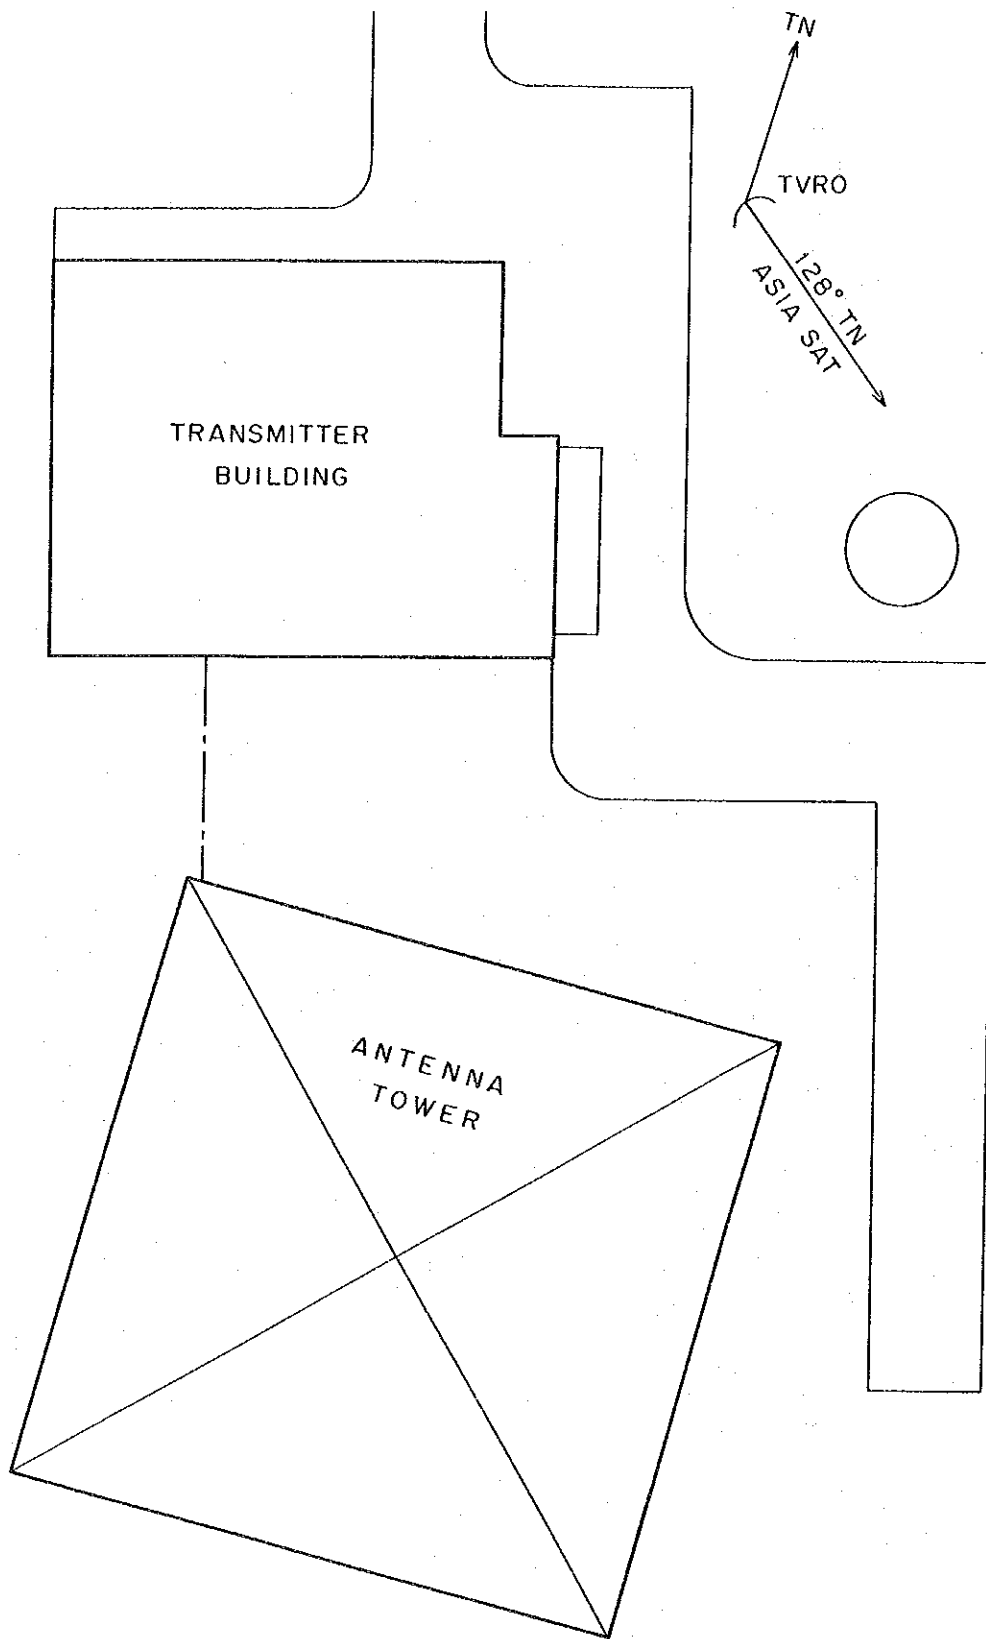 TN
TVRO
128° TN
ASIA SAT
TRANSMITTER
BUILDING
ANTENNA
TOWER